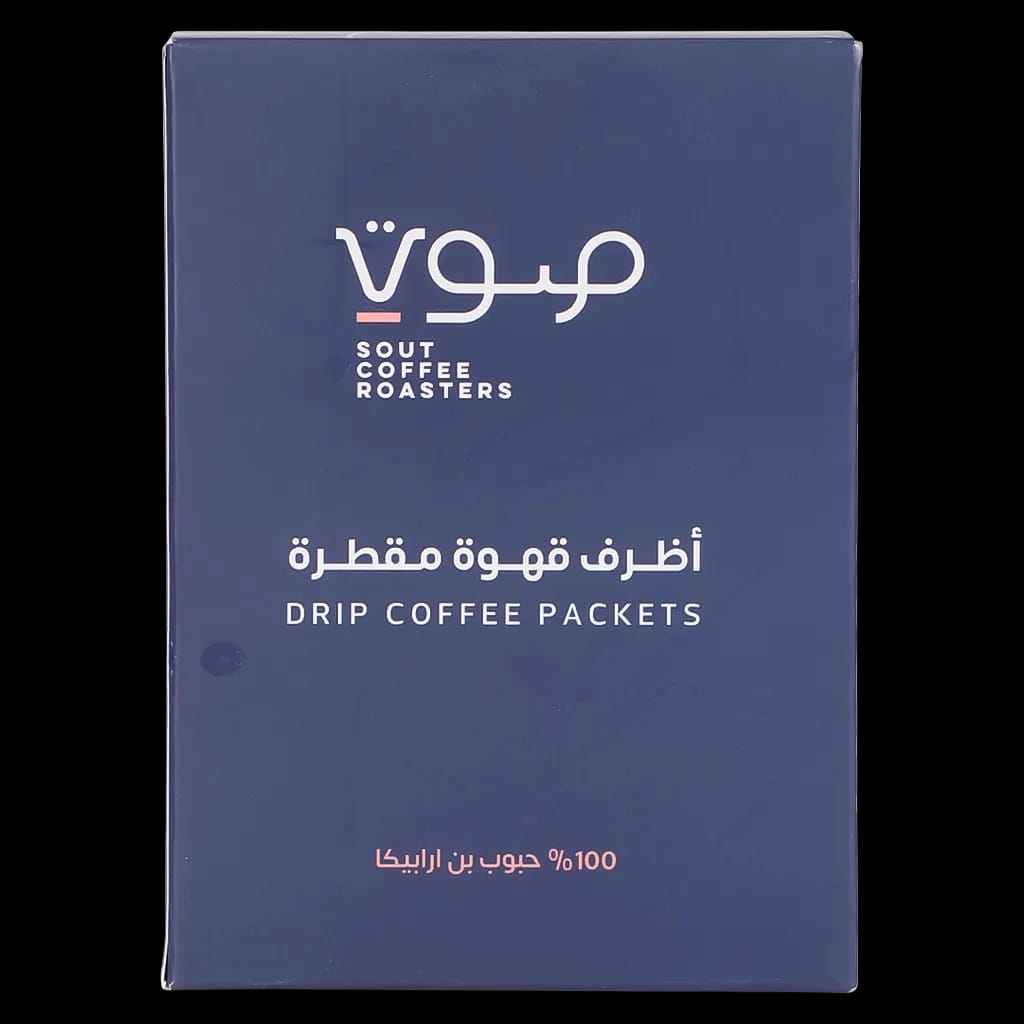 صوت
SOUT
COFFEE
ROASTERS
أظرف قهوة مقطرة
DRIP COFFEE PACKETS
100% حبوب بن ارابيكا